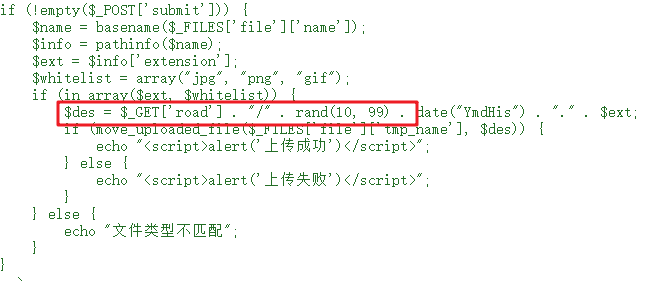 if (!empty($_POST['submit'])) {
$name = basename($_FILES['file']['name']);
$info = pathinfo($name);
$ext = $info['extension'];
$whitelist = array("jpg", "png", "gif");
if (in_array($ext, $whitelist)) {
$des = $_GET['road'] . "/" . rand(10, 99) . date("YmdHis") . "." . $ext;
if (move_uploaded_file($_FILES['file']['tmp_name'], $des)) {
echo "<script>alert('上传成功')</script>";
} else {
echo "<script>alert('上传失败')</script>";
}
} else {
echo "文件类型不匹配";
}
}
`